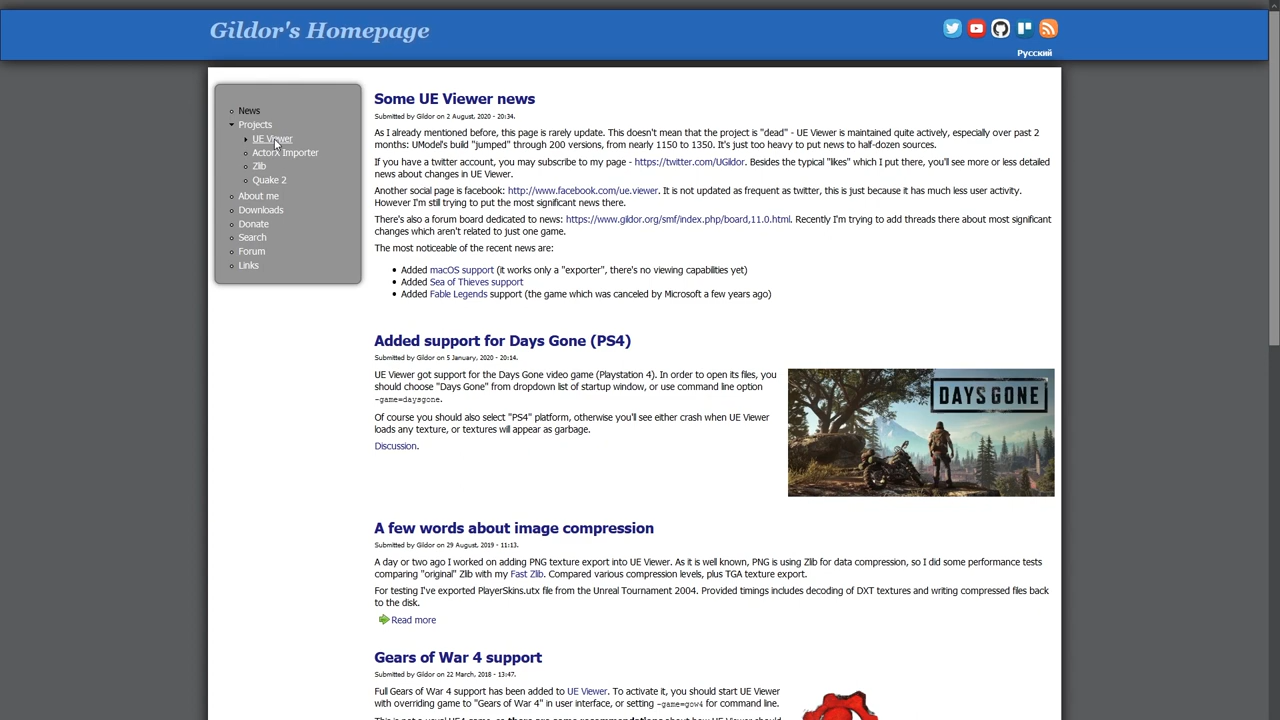 Gildor's Homepage
Русский
News
Projects
UE Viewer
ActorX Importer
Zlib
Quake 2
About me
Downloads
Donate
Search
Forum
Links
Some UE Viewer news
Submitted by Gildor on 2 August, 2020 - 20:34.
As I already mentioned before, this page is rarely update. This doesn't mean that the project is "dead" - UE Viewer is maintained quite actively, especially over past 2
months: UModel's build "jumped" through 200 versions, from nearly 1150 to 1350. It's just too heavy to put news to half-dozen sources.
If you have a twitter account, you may subscribe to my page - https://twitter.com/UGildor. Besides the typical "likes" which I put there, you'll see more or less detailed
news about changes in UE Viewer.
Another social page is facebook: http://www.facebook.com/ue.viewer. It is not updated as frequent as twitter, this is just because it has much less user activity.
However I'm still trying to put the most significant news there.
There's also a forum board dedicated to news: https://www.gildor.org/smf/index.php/board,11.0.html. Recently I'm trying to add threads there about most significant
changes which aren't related to just one game.
The most noticeable of the recent news are:
• Added macOS support (it works only a "exporter", there's no viewing capabilities yet)
• Added Sea of Thieves support
• Added Fable Legends support (the game which was canceled by Microsoft a few years ago)
Added support for Days Gone (PS4)
Submitted by Gildor on 5 January, 2020 - 20:14.
UE Viewer got support for the Days Gone video game (Playstation 4). In order to open its files, you
should choose "Days Gone" from dropdown list of startup window, or use command line option
-game=daysgone.
Of course you should also select "PS4" platform, otherwise you'll see either crash when UE Viewer
loads any texture, or textures will appear as garbage.
Discussion.
DAYS GONE
A few words about image compression
Submitted by Gildor on 29 August, 2019 - 11:13.
A day or two ago I worked on adding PNG texture export into UE Viewer. As it is well known, PNG is using Zlib for data compression, so I did some performance tests
comparing "original" Zlib with my Fast Zlib. Compared various compression levels, plus TGA texture export.
For testing I've exported PlayerSkins.utx file from the Unreal Tournament 2004. Provided timings includes decoding of DXT textures and writing compressed files back
to the disk.
Read more
Gears of War 4 support
Submitted by Gildor on 22 March, 2018 - 13:47.
Full Gears of War 4 support has been added to UE Viewer. To activate it, you should start UE Viewer
with overriding game to "Gears of War 4" in user interface, or setting -game=gow4 for command line.
This is not a usual UE4 game, so there are some recommendations about how UE Viewer should